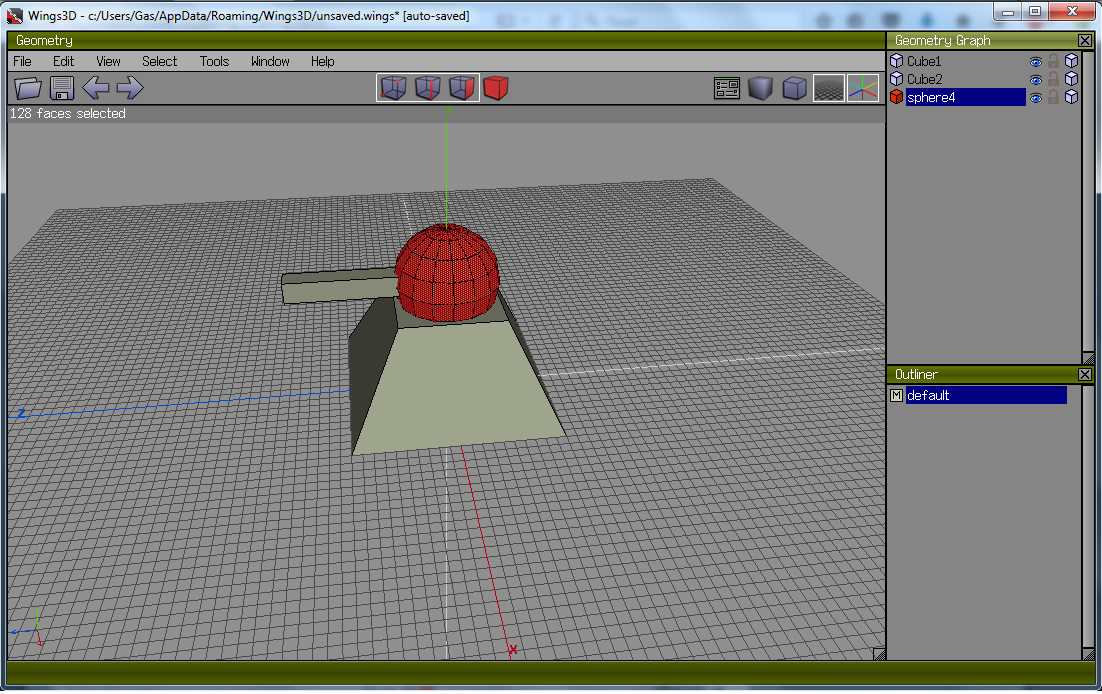 Wings3D - c:/Users/Gas/AppData/Roaming/Wings3D/unsaved.wings* [auto-saved]
Geometry
File Edit View Select Tools Window Help
128 faces selected
Z
X
Geometry Graph
Cube1
Cube2
sphere4
Outliner
M default